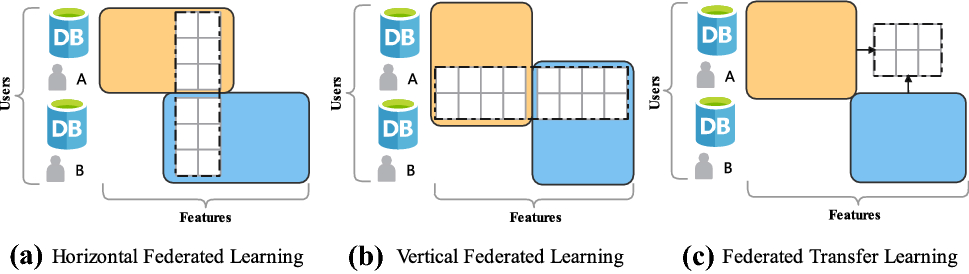 Users
DB
A
DB
B
Features
(a) Horizontal Federated Learning
Users
DB
A
DB
B
Features
(b) Vertical Federated Learning
Users
DB
A
DB
B
Features
(c) Federated Transfer Learning